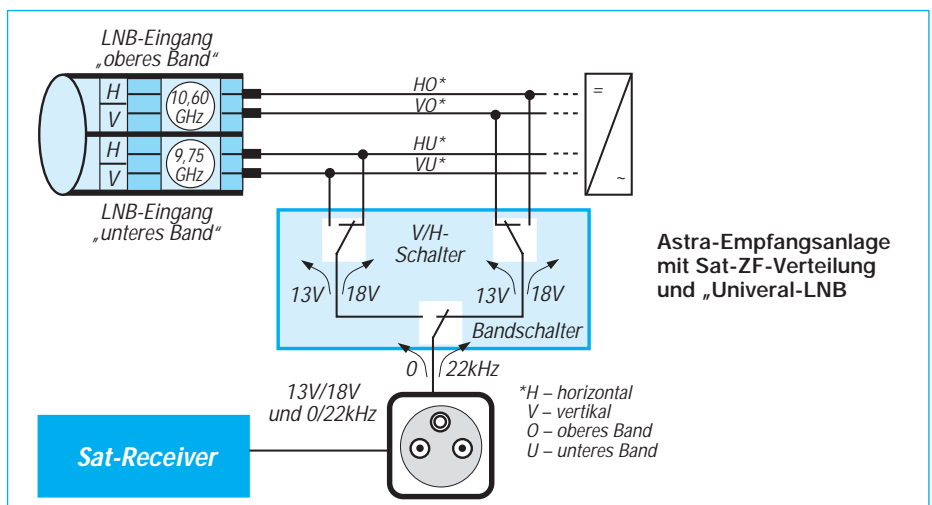 LNB-Eingang
„oberes Band“
H
V
10,60
GHz
H
V
9,75
GHz
LNB-Eingang
„unteres Band“
HO*
VO*
HU*
VU*
=
~
V/H-
Schalter
13V
18V
13V
18V
Bandschalter
0
22kHz
Astra-Empfangsanlage
mit Sat-ZF-Verteilung
und „Univeral-LNB
13V/18V
und 0/22kHz
*H – horizontal
V – vertikal
O – oberes Band
U – unteres Band
Sat-Receiver